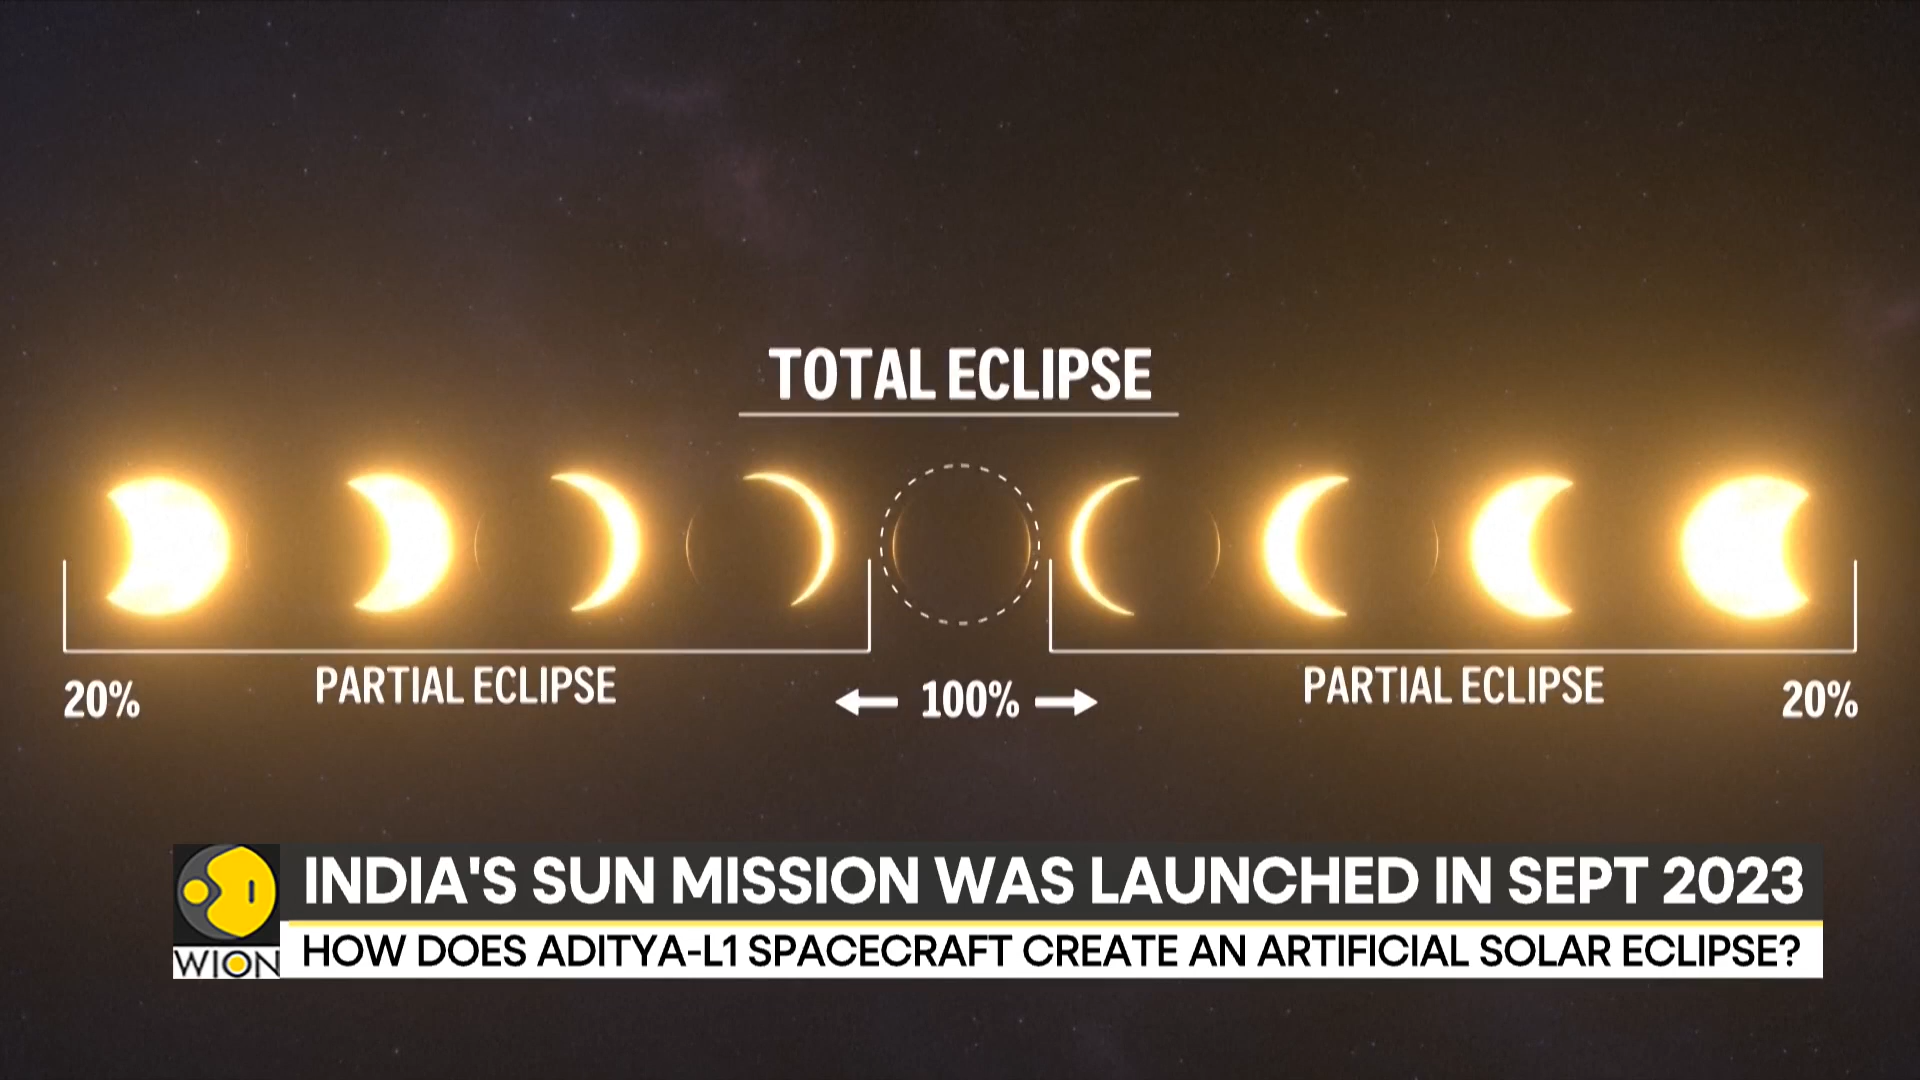 TOTAL ECLIPSE
20%
PARTIAL ECLIPSE
← 100% →
PARTIAL ECLIPSE
20%
INDIA'S SUN MISSION WAS LAUNCHED IN SEPT 2023
HOW DOES ADITYA-L1 SPACECRAFT CREATE AN ARTIFICIAL SOLAR ECLIPSE?
WION